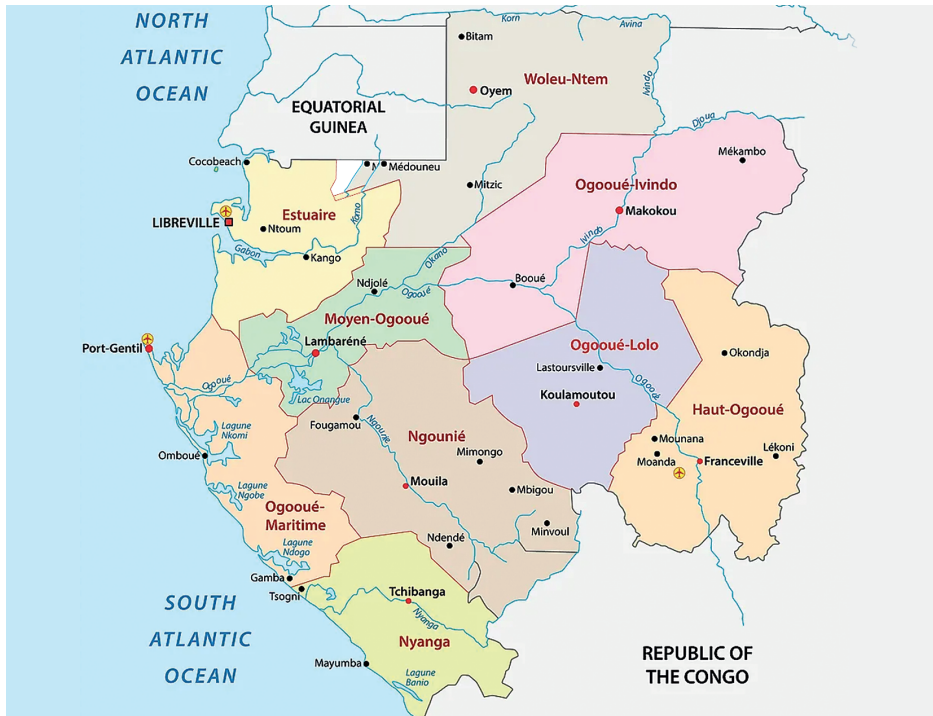 NORTH
ATLANTIC
OCEAN
Korn
Avina
Bitam
Woleu-Ntem
Oyem
Ivindo
EQUATORIAL
GUINEA
Djoua
Mékambo
Cocobeach
Médouneu
Mitzic
Ogooué-Ivindo
Makokou
LIBREVILLE
Estuaire
Komo
Ntoum
Ivindo
Gabon
Kango
Okano
Ndjolé
Ogooué
Booué
Moyen-Ogooué
Port-Gentil
Lambaréné
Ogooué-Lolo
Okondja
Lastoursville
Ogooué
Ogooué
Koulamoutou
Lac Onangue
Haut-Ogooué
Fougamou
Ngounié
Lagune
Nkomi
Ngounié
Mounana
Mimongo
Lékoni
Omboué
Moanda
Franceville
Mouila
Lagune
Ngobe
Mbigou
Ogooué-
Maritime
Minvoul
Ndendé
Lagune
Ndogo
Gamba
Tsogni
Tchibanga
SOUTH
ATLANTIC
OCEAN
Nyanga
Nyanga
Mayumba
Lagune
Banio
REPUBLIC OF
THE CONGO